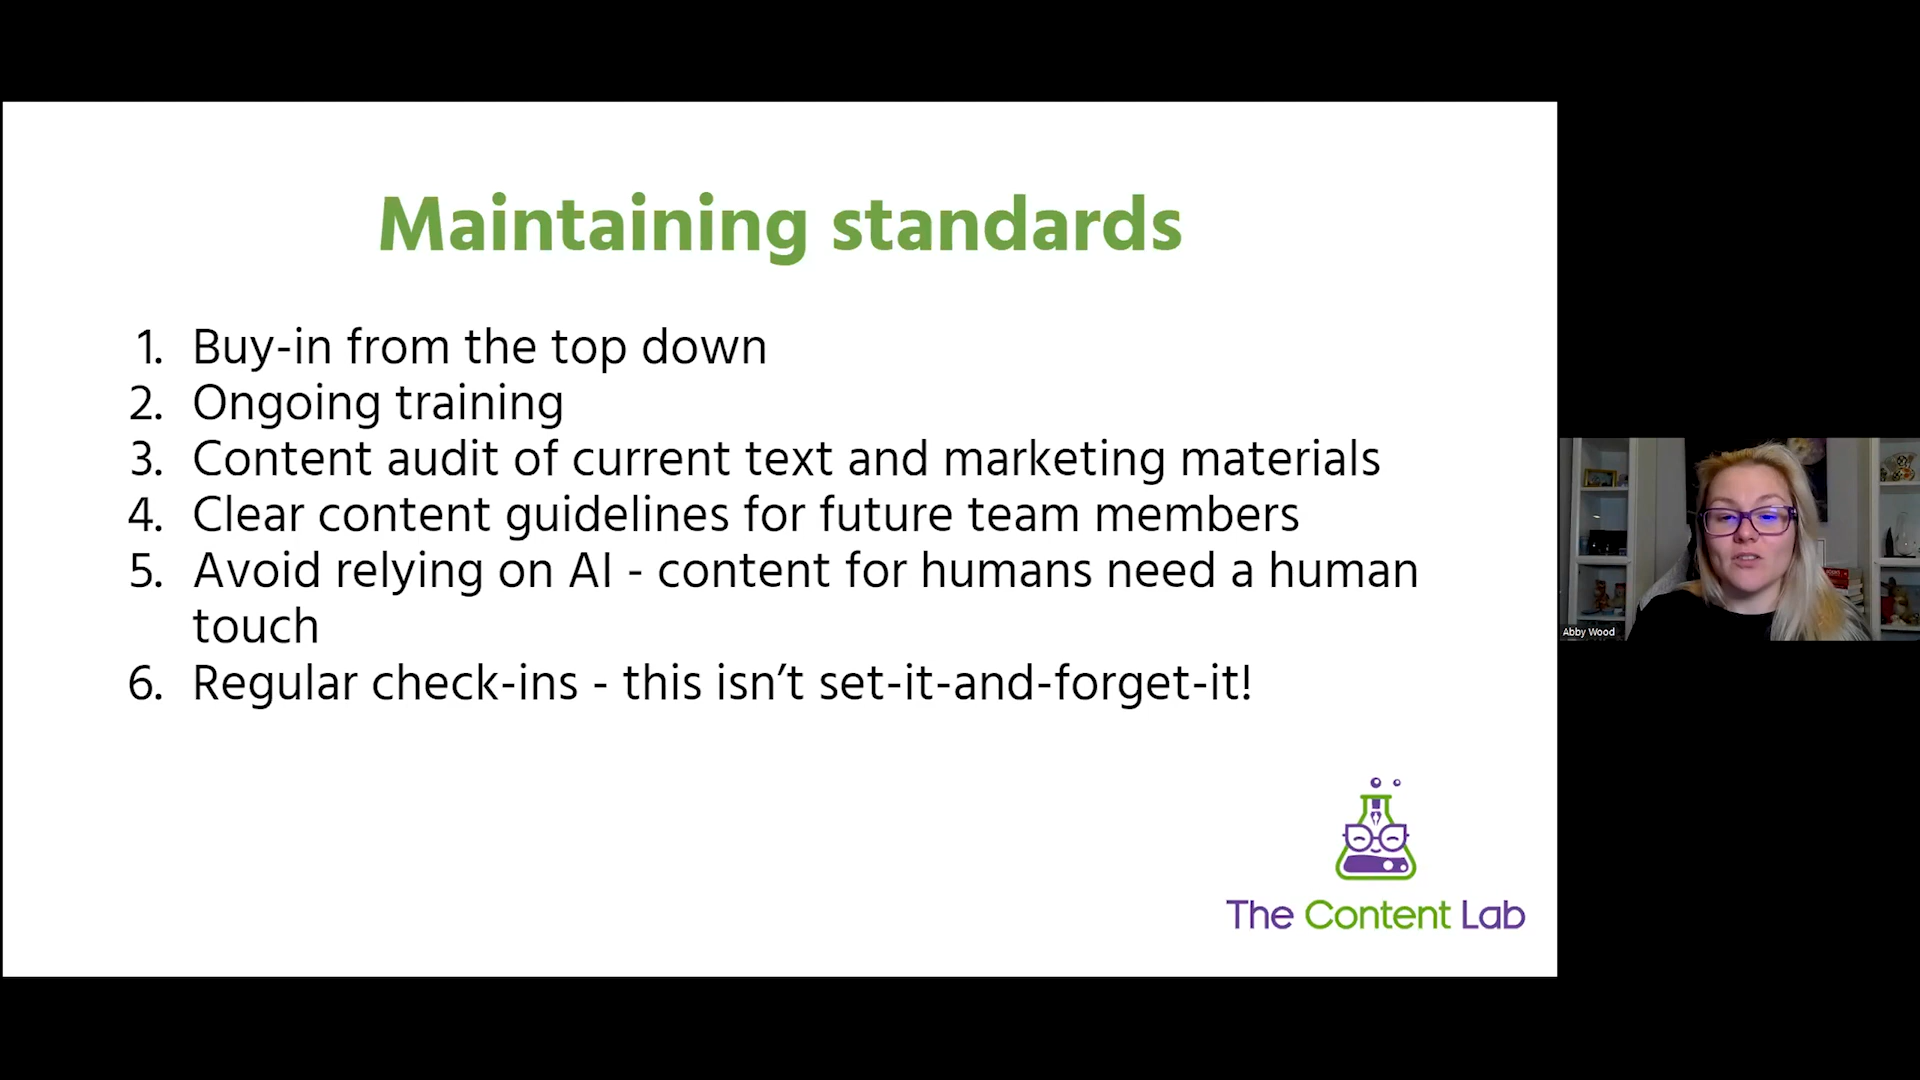 Maintaining standards
1. Buy-in from the top down
2. Ongoing training
3. Content audit of current text and marketing materials
4. Clear content guidelines for future team members
5. Avoid relying on AI - content for humans need a human
touch
6. Regular check-ins - this isn’t set-it-and-forget-it!
The Content Lab
Abby Wood